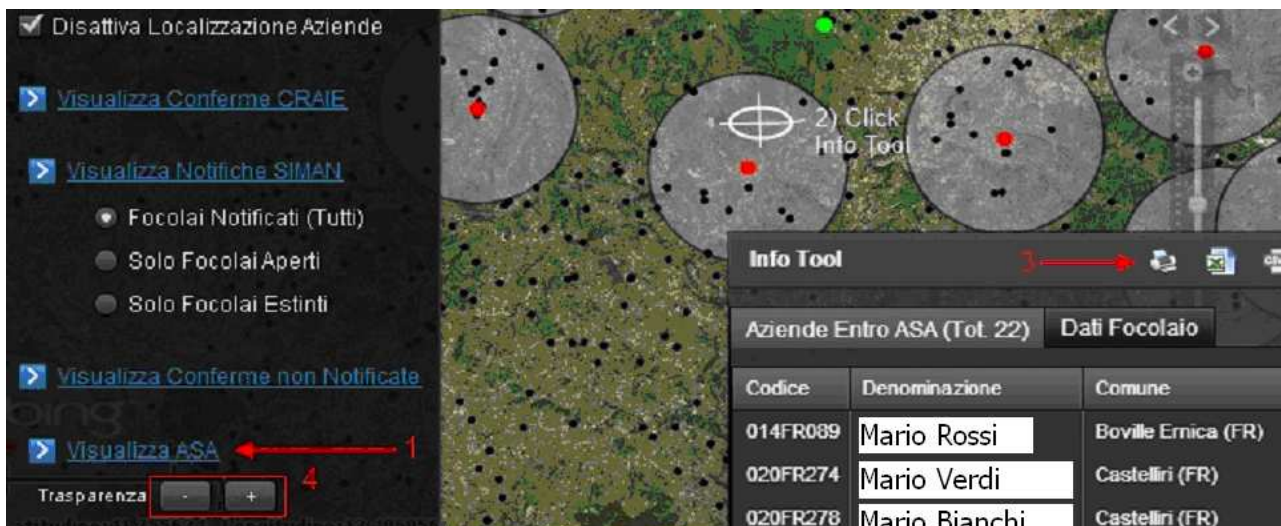 Disattiva Localizzazione Aziende
Visualizza Conferme CRAIE
Visualizza Notifiche SIMAN
Focolai Notificati (Tutti)
Solo Focolai Aperti
Solo Focolai Estinti
Visualizza Conferme non Notificate
bing
Visualizza ASA
1
Trasparenza
-
+
4
2) Click
Info Tool
Info Tool
3
Aziende Entro ASA (Tot. 22)
Dati Focolaio
Codice Denominazione Comune
014FR089 Mario Rossi Boville Ernica (FR)
020FR274 Mario Verdi Castelliri (FR)
020FR278 Mario Bianchi Castelliri (FR)